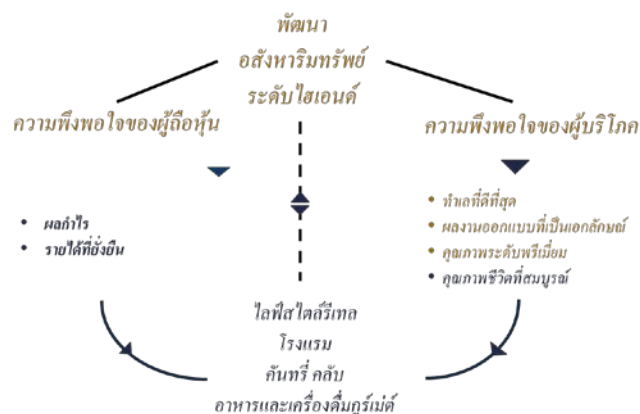 พัฒนา
อสังหาริมทรัพย์
ระดับไฮเอนด์
ความพึงพอใจของผู้ถือหุ้น
ความพึงพอใจของผู้บริโภค
• ผลกำไร
• รายได้ที่ยั่งยืน
• ทำเลที่ดีที่สุด
• ผลงานออกแบบที่เป็นเอกลักษณ์
• คุณภาพระดับพรีเมี่ยม
• คุณภาพชีวิตที่สมบูรณ์
ไลฟ์สไตล์รีเทล
โรงแรม
คันทรี่ คลับ
อาหารและเครื่องดื่มกูร์เม่ต์